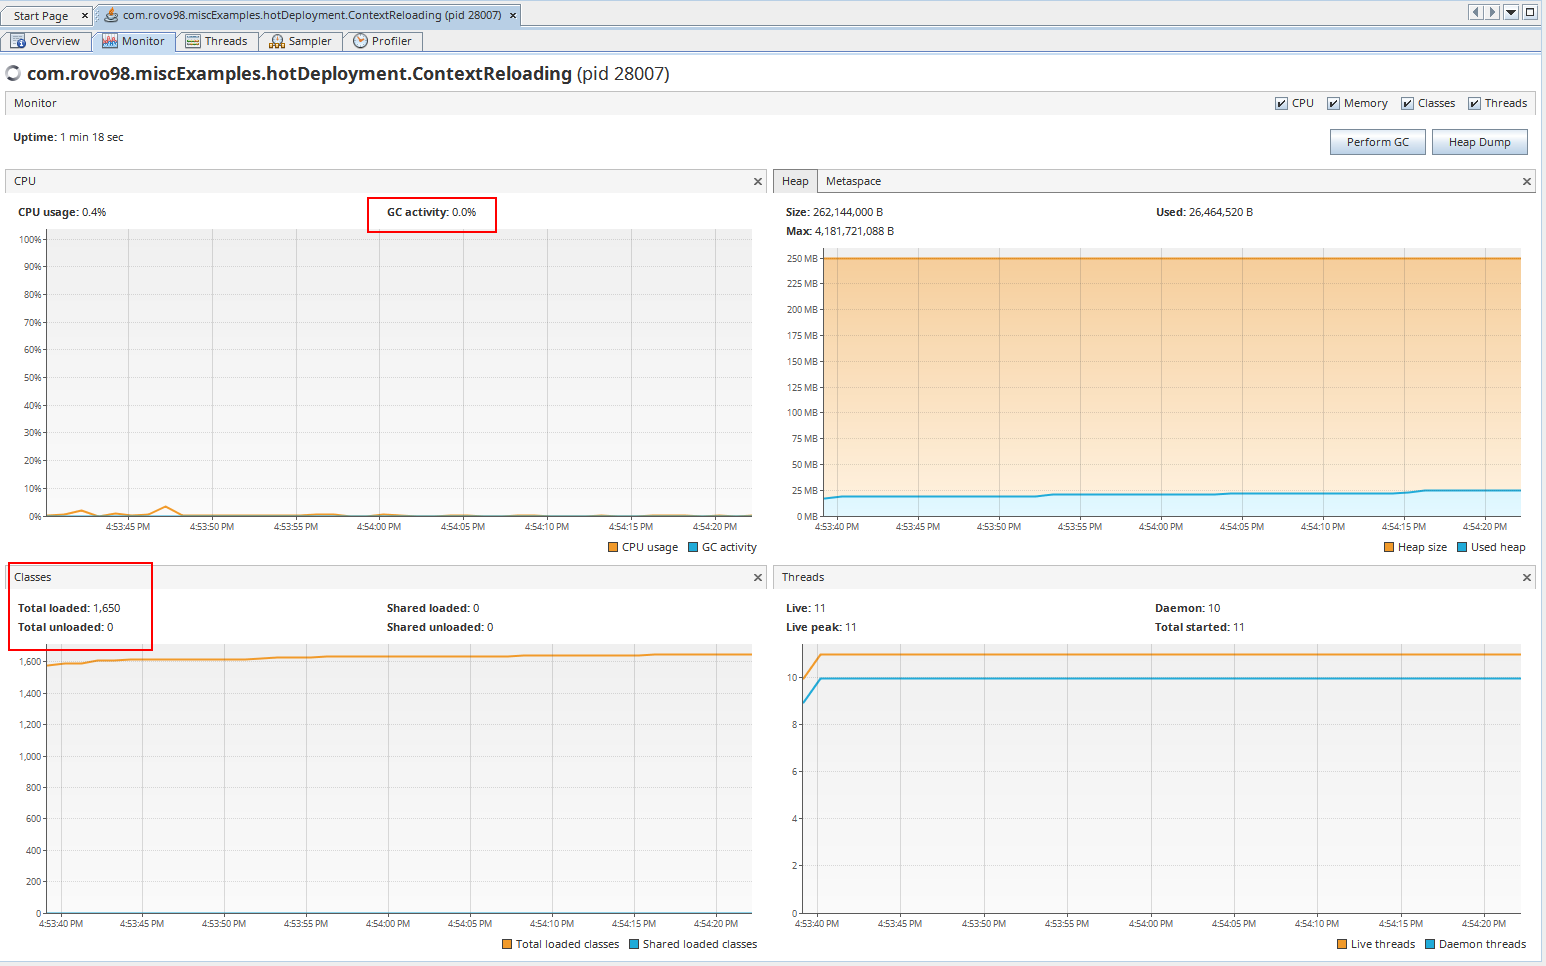 Start Page
com.rovo98.miscExamples.hotDeployment.ContextReloading (pid 28007)
Overview
Monitor
Threads
Sampler
Profiler
com.rovo98.miscExamples.hotDeployment.ContextReloading (pid 28007)
Monitor
CPU
Memory
Classes
Threads
Uptime: 1 min 18 sec
Perform GC
Heap Dump
CPU
CPU usage: 0.4%
GC activity: 0.0%
100%
90%
80%
70%
60%
50%
40%
30%
20%
10%
0%
4:53:45 PM
4:53:50 PM
4:53:55 PM
4:54:00 PM
4:54:05 PM
4:54:10 PM
4:54:15 PM
4:54:20 PM
CPU usage
GC activity
Heap
Metaspace
Size: 262,144,000 B
Used: 26,464,520 B
Max: 4,181,721,088 B
250 MB
225 MB
200 MB
175 MB
150 MB
125 MB
100 MB
75 MB
50 MB
25 MB
0 MB
4:53:40 PM
4:53:45 PM
4:53:50 PM
4:53:55 PM
4:54:00 PM
4:54:05 PM
4:54:10 PM
4:54:15 PM
4:54:20 PM
Heap size
Used heap
Classes
Total loaded: 1,650
Shared loaded: 0
Total unloaded: 0
Shared unloaded: 0
1,600
1,400
1,200
1,000
800
600
400
200
0
4:53:40 PM
4:53:45 PM
4:53:50 PM
4:53:55 PM
4:54:00 PM
4:54:05 PM
4:54:10 PM
4:54:15 PM
4:54:20 PM
Total loaded classes
Shared loaded classes
Threads
Live: 11
Daemon: 10
Live peak: 11
Total started: 11
10
8
6
4
2
0
4:53:40 PM
4:53:45 PM
4:53:50 PM
4:53:55 PM
4:54:00 PM
4:54:05 PM
4:54:10 PM
4:54:15 PM
4:54:20 PM
Live threads
Daemon threads